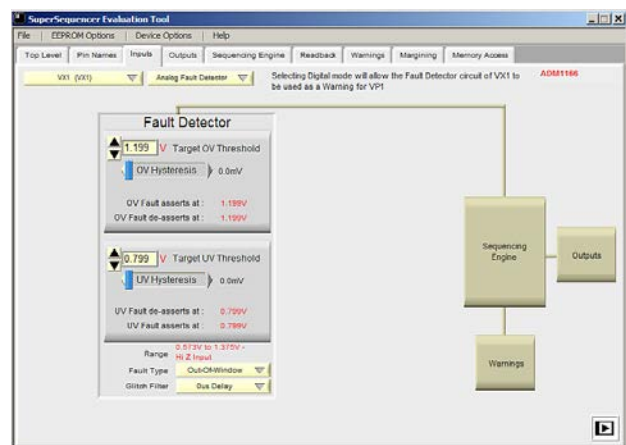 SuperSequencer Evaluation Tool
File | EEPROM Options | Device Options | Help
Top Level Pin Names Inputs Outputs Sequencing Engine Readback Warnings Margining Memory Access
VX1 (VX1) Analog Fault Detector Selecting Digital mode will allow the Fault Detector circuit of VX1 to
be used as a Warning for VP1
ADM1166
Fault Detector
1.199 V Target OV Threshold
OV Hysteresis 0.0mV
OV Fault asserts at : 1.199V
OV Fault de-asserts at : 1.199V
0.799 V Target UV Threshold
UV Hysteresis 0.0mV
UV Fault de-asserts at : 0.799V
UV Fault asserts at : 0.799V
Range 0.573V to 1.375V -
Hi Z Input
Fault Type Out-Of-Window
Glitch Filter 0us Delay
Sequencing
Engine
Outputs
Warnings